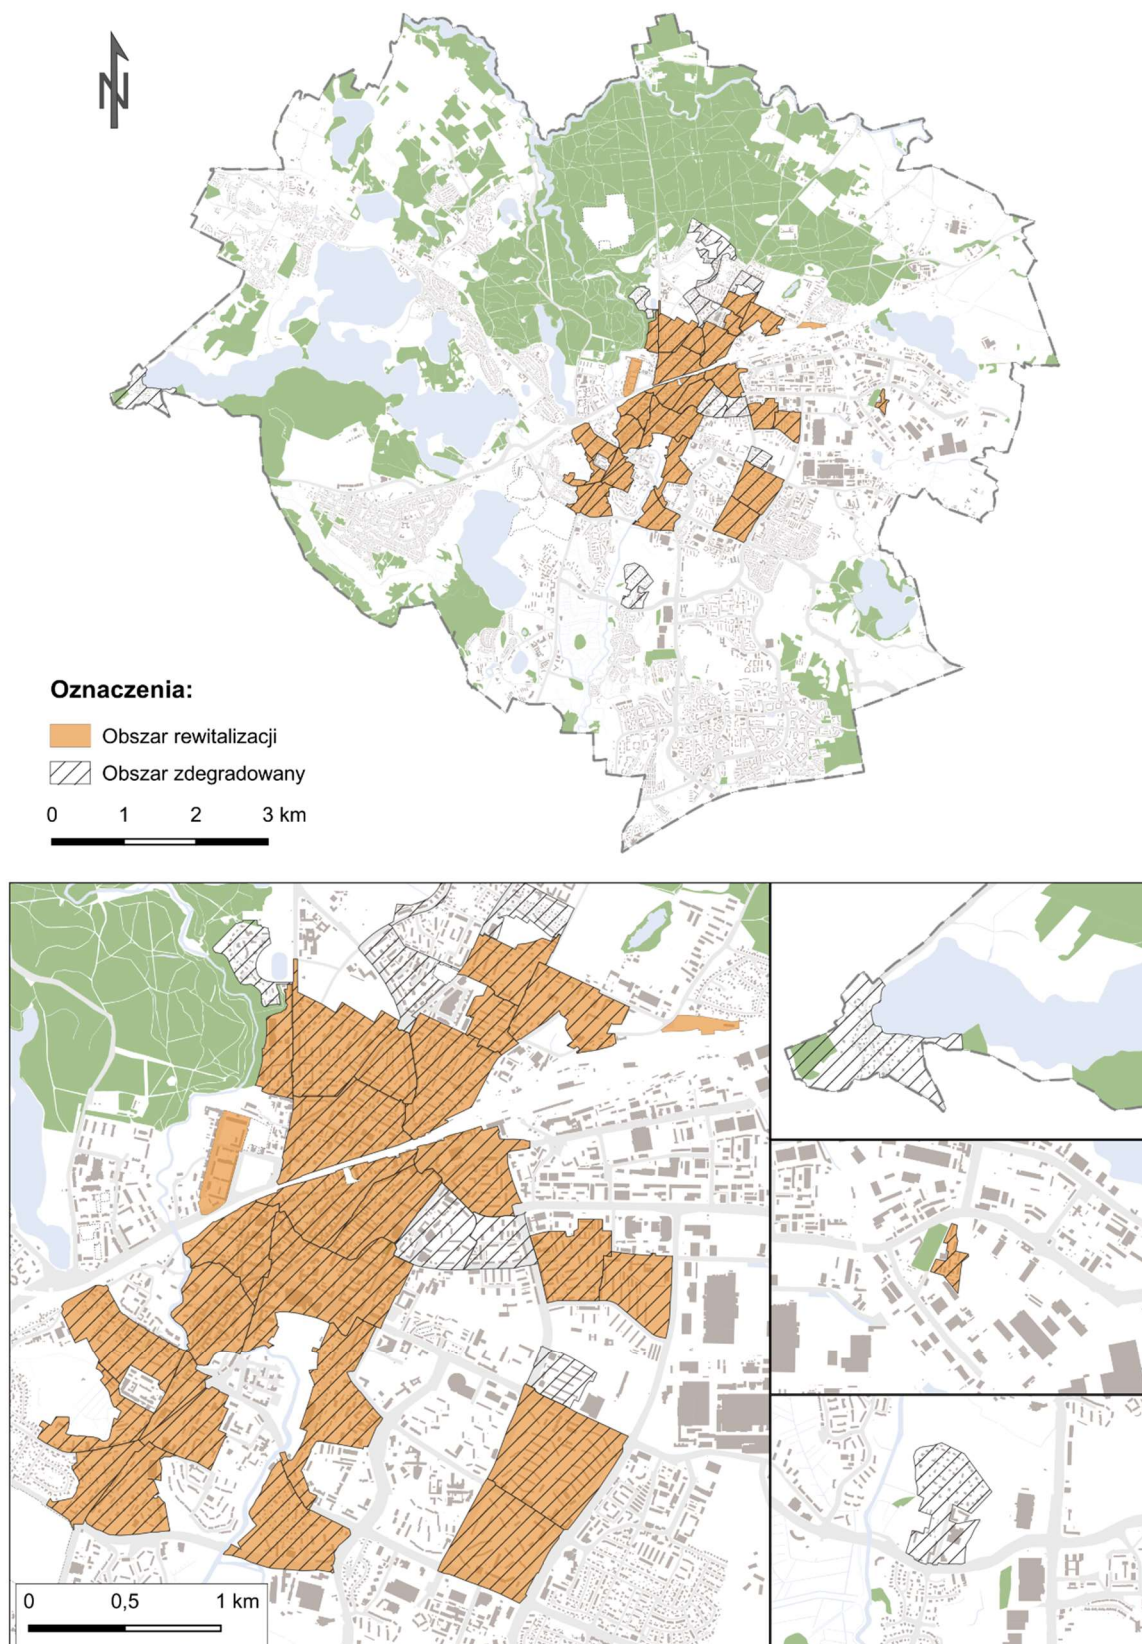 N
Oznaczenia:
Obszar rewitalizacji
Obszar zdegradowany
0 1 2 3 km
0 0,5 1 km